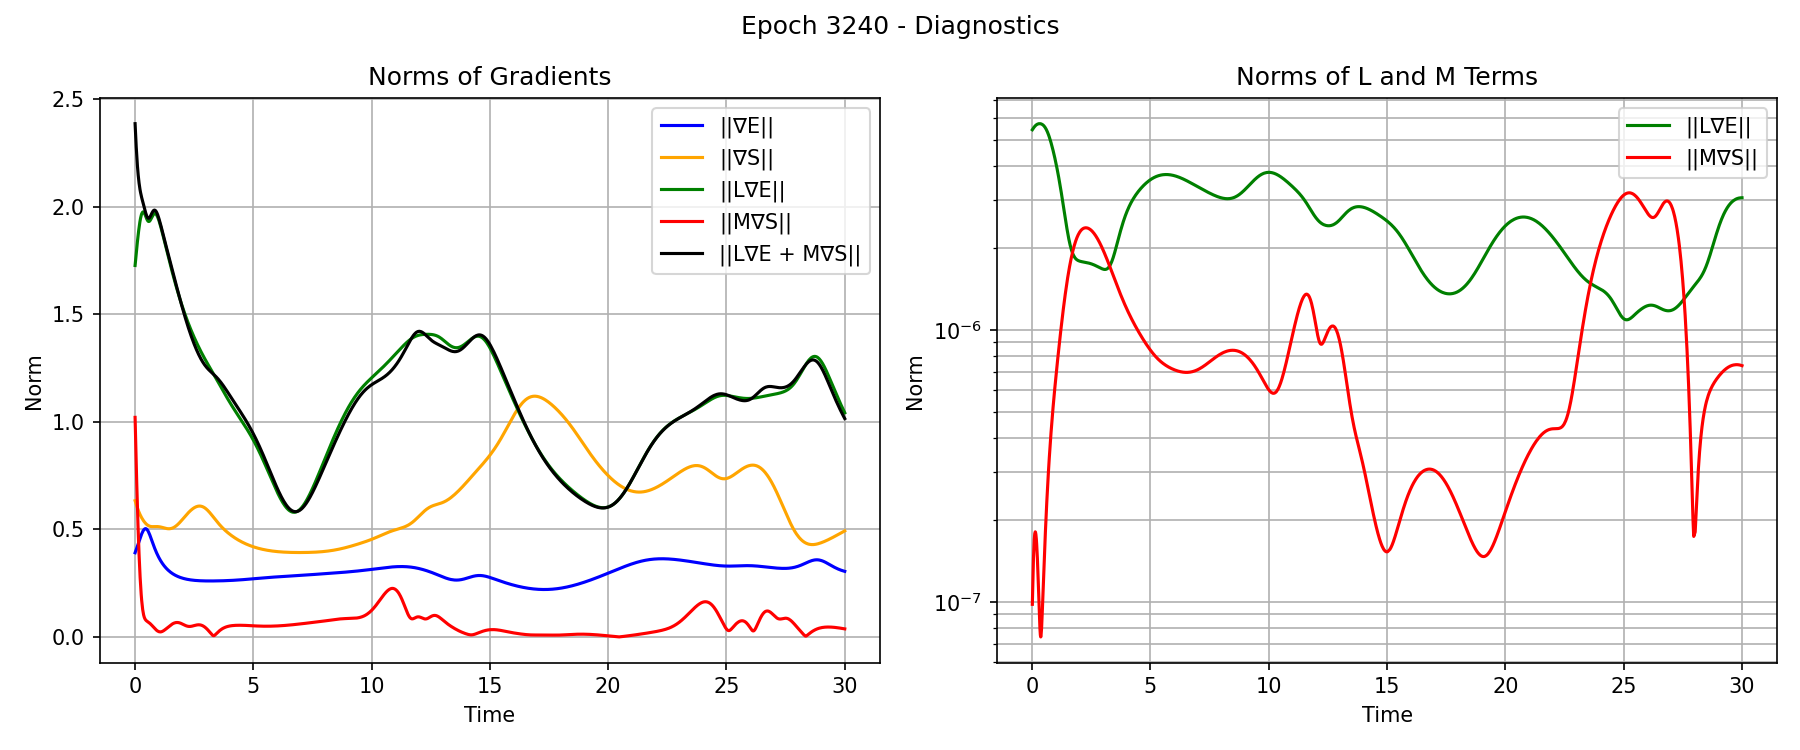 Epoch 3240 - Diagnostics
Norms of Gradients
2.5
2.0
1.5
1.0
0.5
0.0
Norm
0 5 10 15 20 25 30
Time
||∇E||
||∇S||
||L∇E||
||M∇S||
||L∇E + M∇S||
Norms of L and M Terms
10⁻⁶
10⁻⁷
Norm
0 5 10 15 20 25 30
Time
||L∇E||
||M∇S||